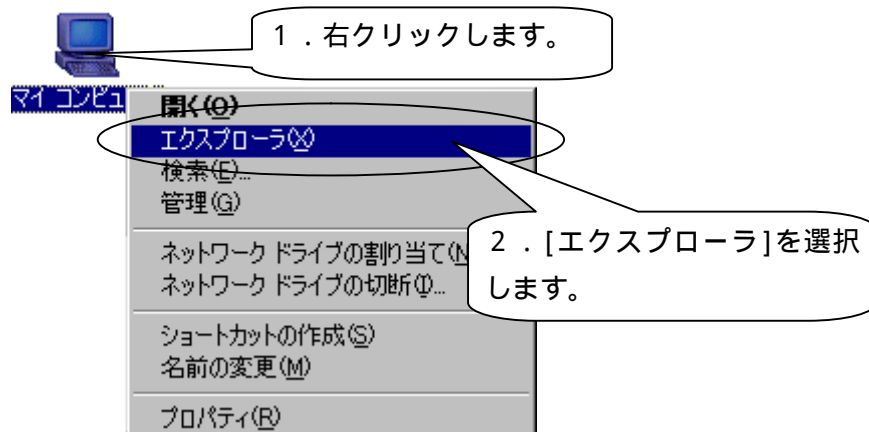 1．右クリックします。
マイ コンピュ
開く(O)
エクスプローラ(X)
検索(E)...
管理(G)
ネットワーク ドライブの割り当て(N
ネットワーク ドライブの切断(I)...
2．[エクスプローラ]を選択
します。
ショートカットの作成(S)
名前の変更(M)
プロパティ(R)